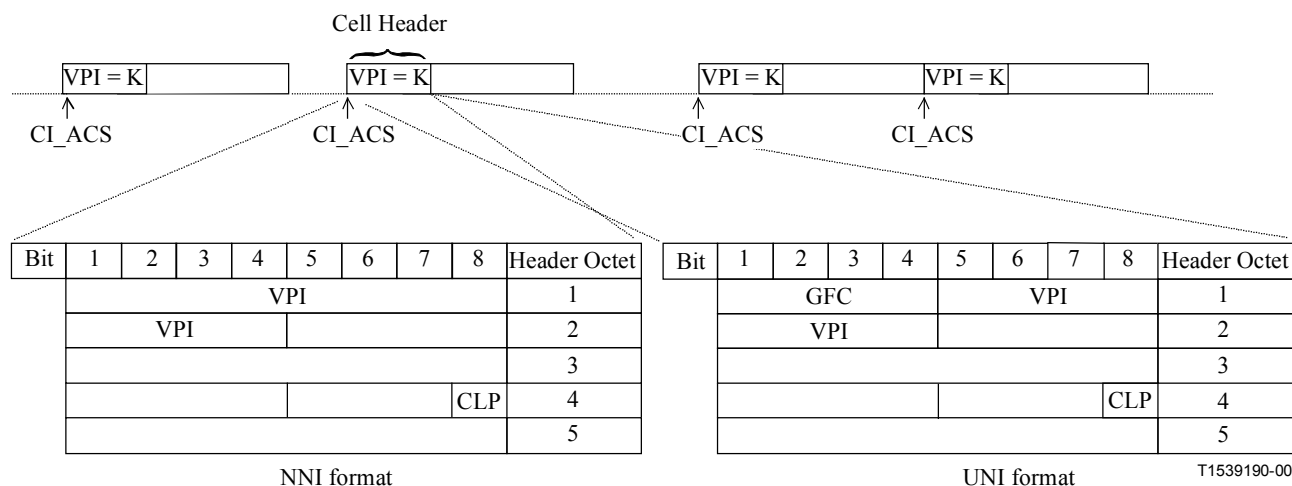 Cell Header
VPI = K VPI = K VPI = K VPI = K
CI_ACS CI_ACS CI_ACS CI_ACS
Bit 1 2 3 4 5 6 7 8 Header Octet
VPI 1
VPI 2
3
CLP 4
5
NNI format
Bit 1 2 3 4 5 6 7 8 Header Octet
GFC VPI 1
VPI 2
3
CLP 4
5
UNI format
T1539190-00